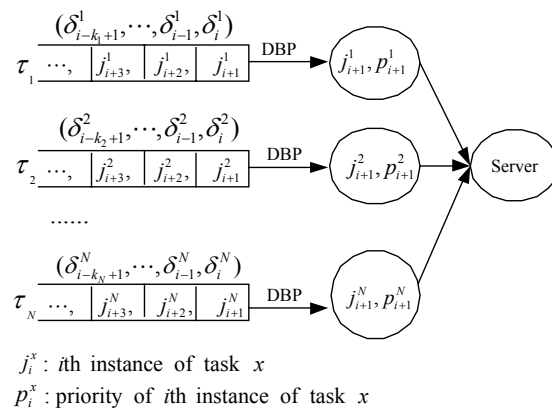 (δ^1_{i-k_1+1}, ⋯, δ^1_{i-1}, δ^1_i)
τ_1 ⋯, j^1_{i+3}, j^1_{i+2}, j^1_{i+1} DBP j^1_{i+1}, p^1_{i+1}
(δ^2_{i-k_2+1}, ⋯, δ^2_{i-1}, δ^2_i)
τ_2 ⋯, j^2_{i+3}, j^2_{i+2}, j^2_{i+1} DBP j^2_{i+1}, p^2_{i+1} Server
......
(δ^N_{i-k_N+1}, ⋯, δ^N_{i-1}, δ^N_i)
τ_N ⋯, j^N_{i+3}, j^N_{i+2}, j^N_{i+1} DBP j^N_{i+1}, p^N_{i+1}
j^x_i : ith instance of task x
p^x_i : priority of ith instance of task x